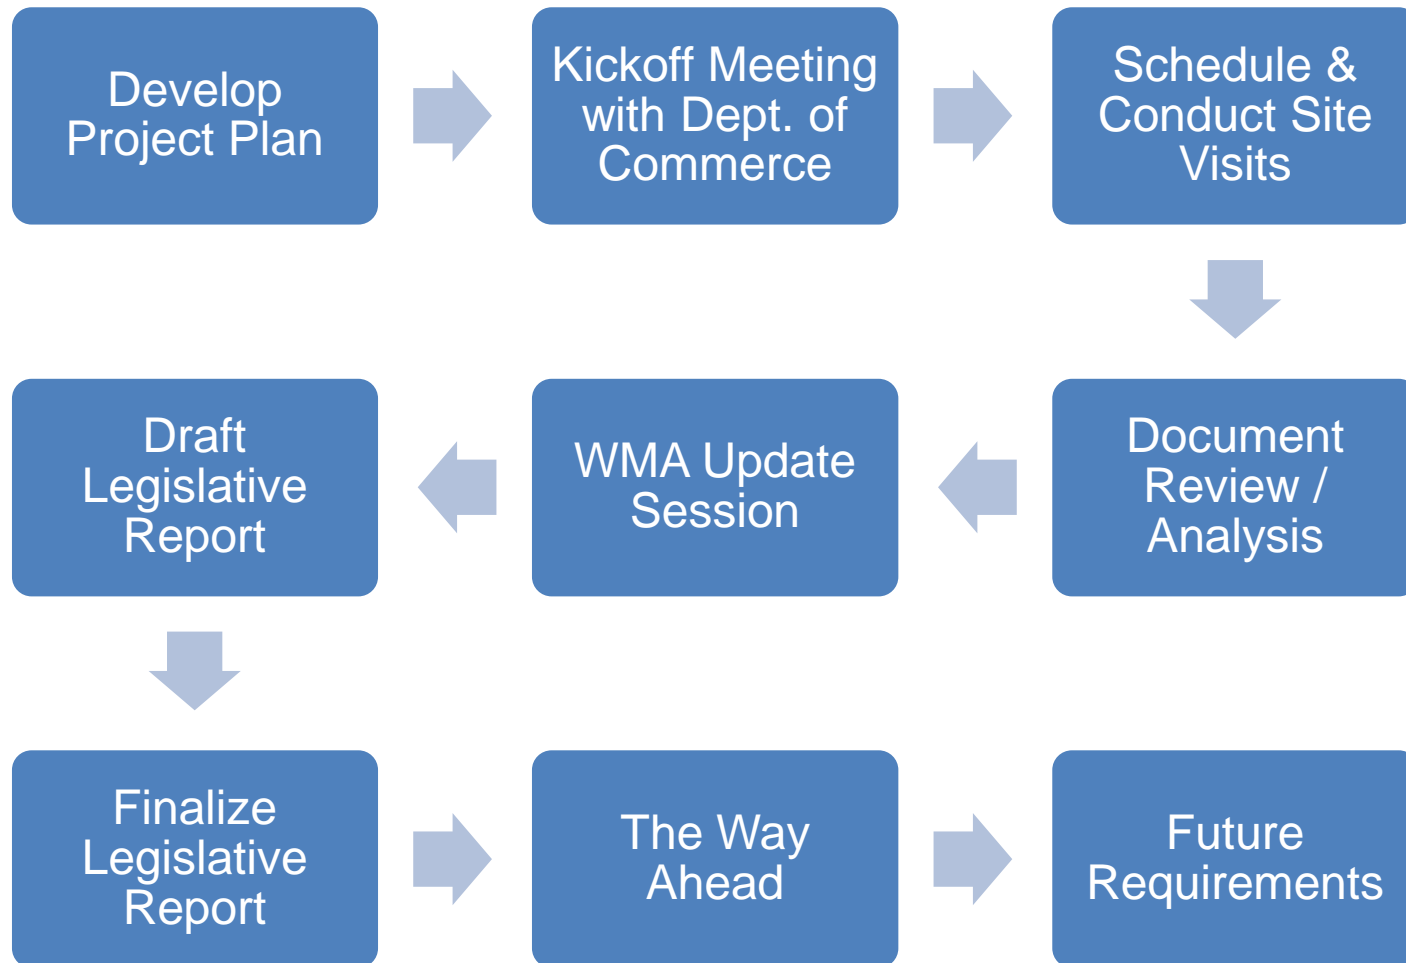 Develop
Project Plan
Kickoff Meeting
with Dept. of
Commerce
Schedule &
Conduct Site
Visits
Document
Review /
Analysis
WMA Update
Session
Draft
Legislative
Report
Finalize
Legislative
Report
The Way
Ahead
Future
Requirements